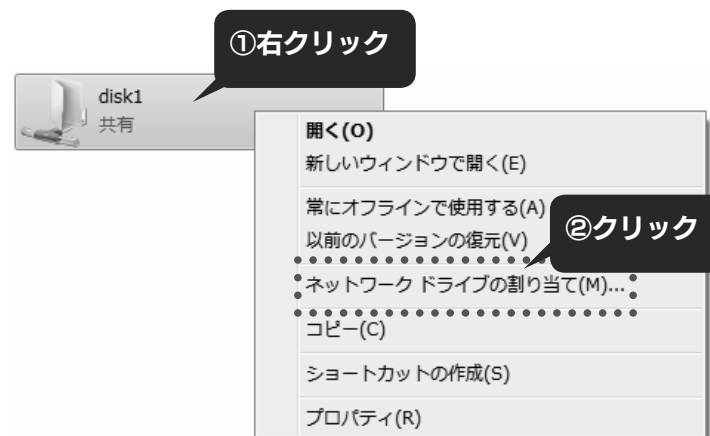 ①右クリック
disk1
共有
開く(O)
新しいウィンドウで開く(E)
常にオフラインで使用する(A)
以前のバージョンの復元(V)
②クリック
ネットワーク ドライブの割り当て(M)...
コピー(C)
ショートカットの作成(S)
プロパティ(R)